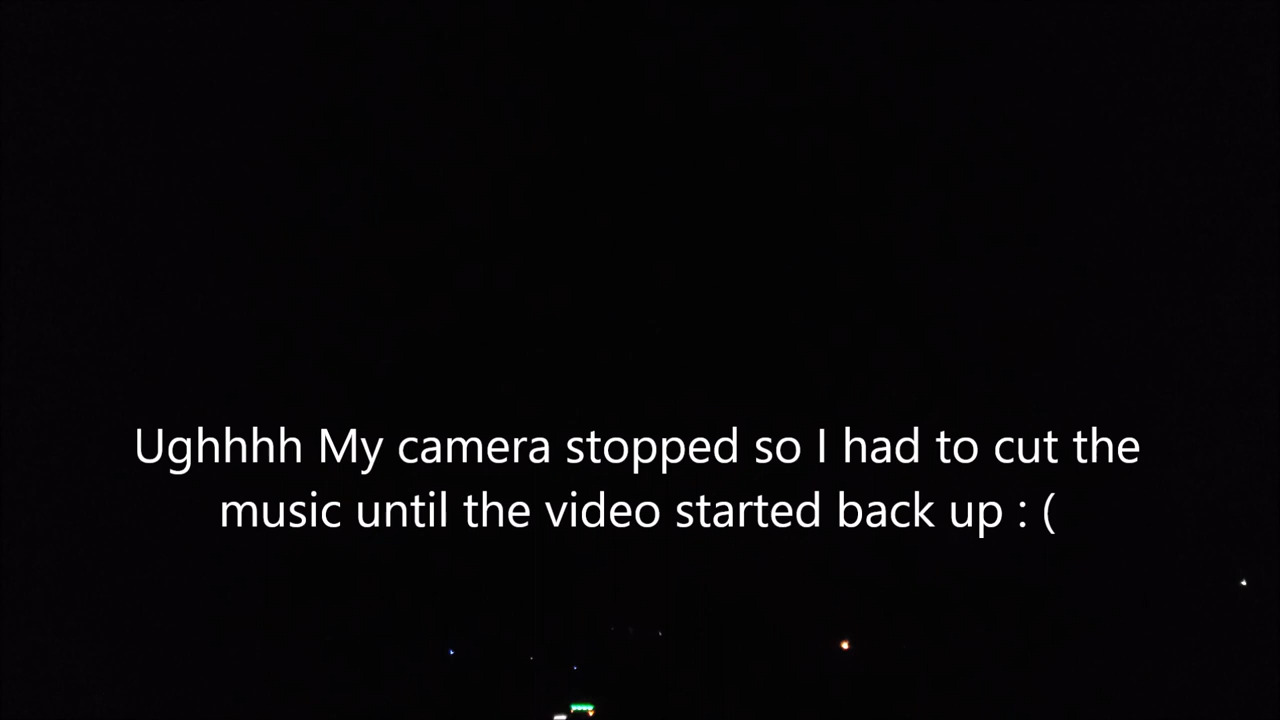 Ughhhh My camera stopped so I had to cut the
music until the video started back up : (